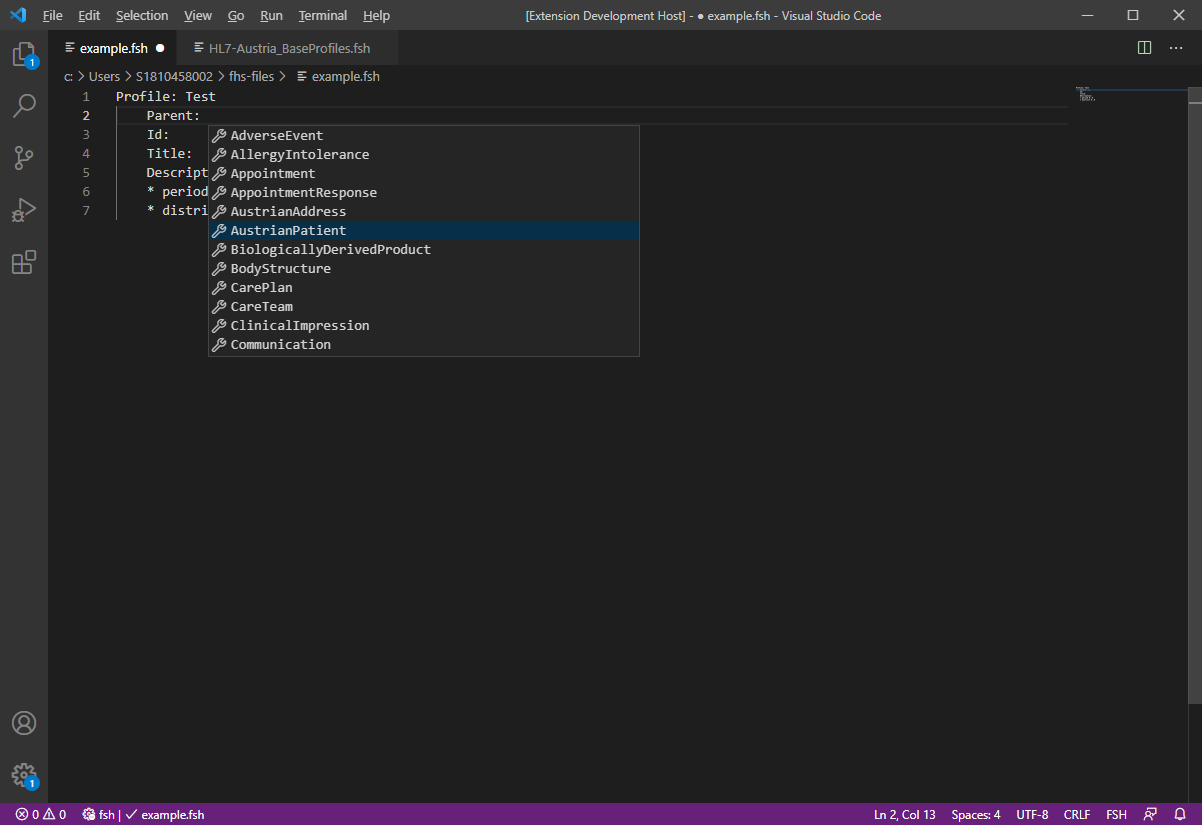 File Edit Selection View Go Run Terminal Help [Extension Development Host] - ● example.fsh - Visual Studio Code
example.fsh ● HL7-Austria_BaseProfiles.fsh
c: > Users > S1810458002 > fhs-files > example.fsh
1 Profile: Test
2 Parent:
3 Id:
4 Title:
5 Descript
6 * period
7 * distri
AdverseEvent
AllergyIntolerance
Appointment
AppointmentResponse
AustrianAddress
AustrianPatient
BiologicallyDerivedProduct
BodyStructure
CarePlan
CareTeam
ClinicalImpression
Communication
1
1
0 0 fsh | ✓ example.fsh Ln 2, Col 13 Spaces: 4 UTF-8 CRLF FSH